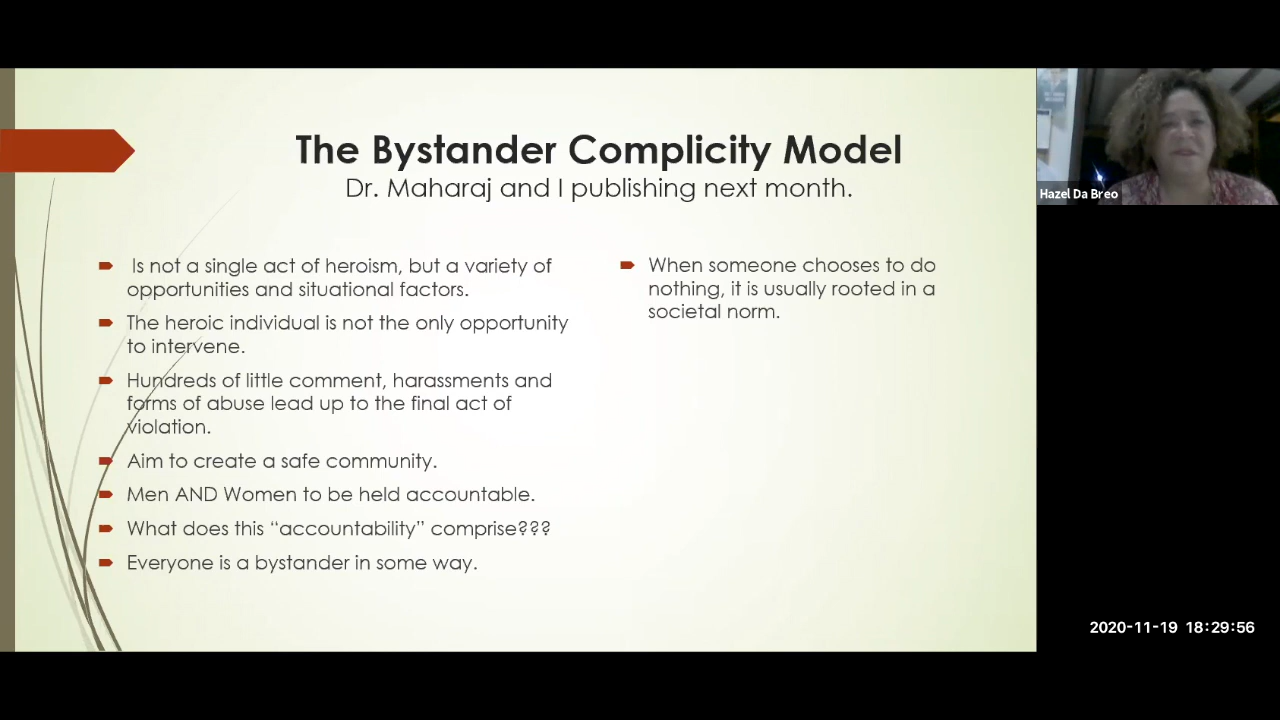 The Bystander Complicity Model
Dr. Maharaj and I publishing next month.
Is not a single act of heroism, but a variety of
opportunities and situational factors.
The heroic individual is not the only opportunity
to intervene.
Hundreds of little comment, harassments and
forms of abuse lead up to the final act of
violation.
Aim to create a safe community.
Men AND Women to be held accountable.
What does this “accountability” comprise???
Everyone is a bystander in some way.
When someone chooses to do
nothing, it is usually rooted in a
societal norm.
Hazel Da Breo
2020-11-19 18:29:56